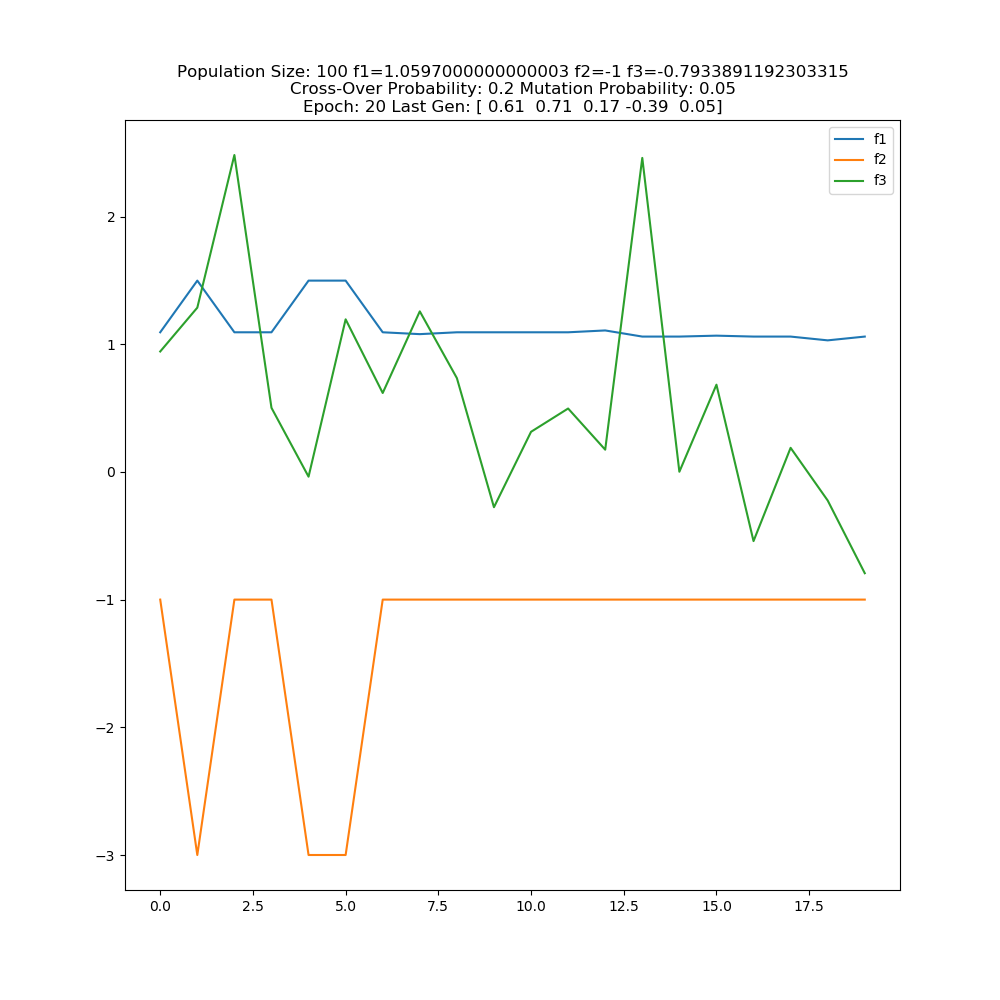 Population Size: 100 f1=1.0597000000000003 f2=-1 f3=-0.7933891192303315
Cross-Over Probability: 0.2 Mutation Probability: 0.05
Epoch: 20 Last Gen: [ 0.61  0.71  0.17 -0.39  0.05]
f1
f2
f3
2
1
0
−1
−2
−3
0.0 2.5 5.0 7.5 10.0 12.5 15.0 17.5